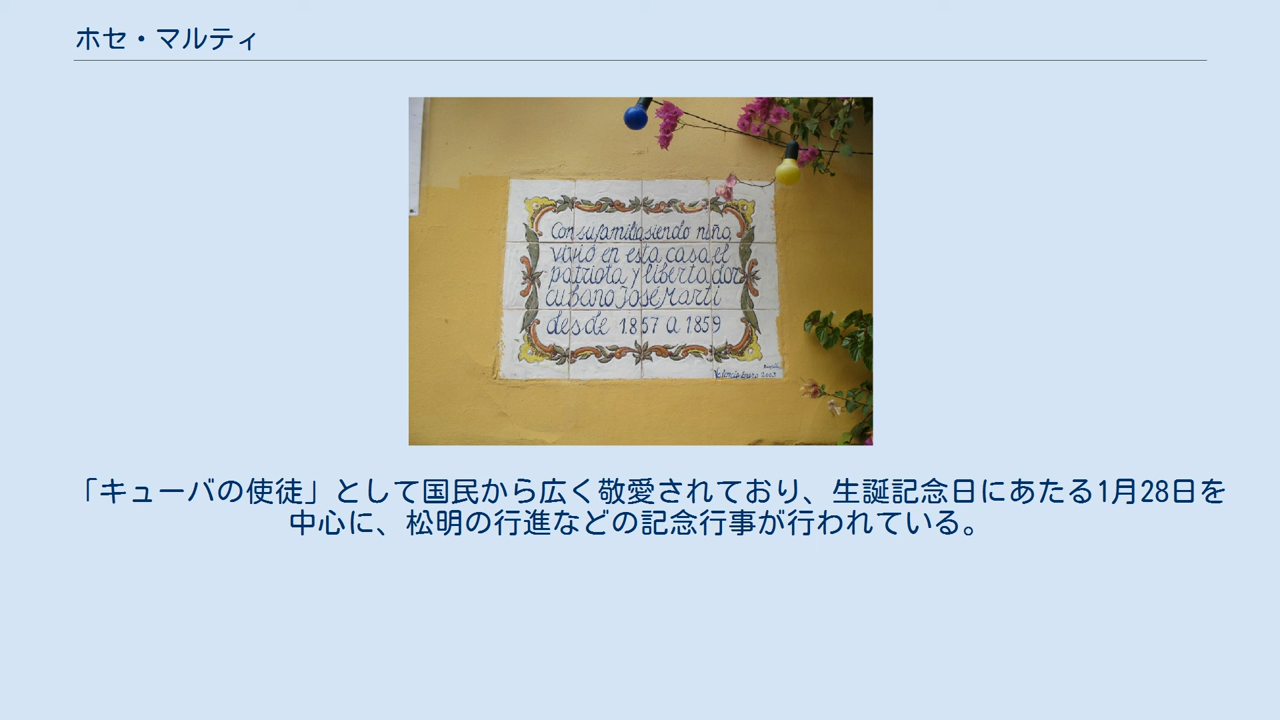 ホセ・マルティ
Con su familia siendo niño,
vivió en esta casa, el
patriota y libertador
cubano José Martí
desde 1857 a 1859
Valencia Enero 2003
「キューバの使徒」として国民から広く敬愛されており、生誕記念日にあたる1月28日を
中心に、松明の行進などの記念行事が行われている。